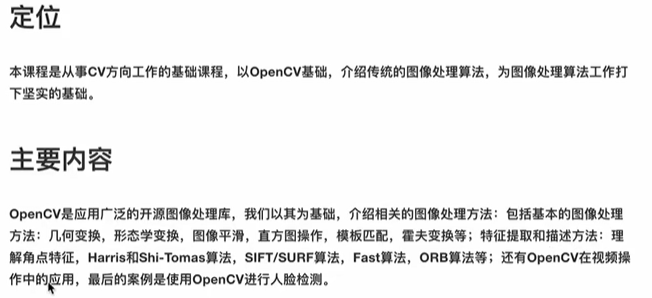 定位
本课程是从事CV方向工作的基础课程，以OpenCV基础，介绍传统的图像处理算法，为图像处理算法工作打
下坚实的基础。
主要内容
OpenCV是应用广泛的开源图像处理库，我们以其为基础，介绍相关的图像处理方法：包括基本的图像处理
方法：几何变换，形态学变换，图像平滑，直方图操作，模板匹配，霍夫变换等；特征提取和描述方法：理
解角点特征，Harris和Shi-Tomas算法，SIFT/SURF算法，Fast算法，ORB算法等；还有OpenCV在视频操
作中的应用，最后的案例是使用OpenCV进行人脸检测。